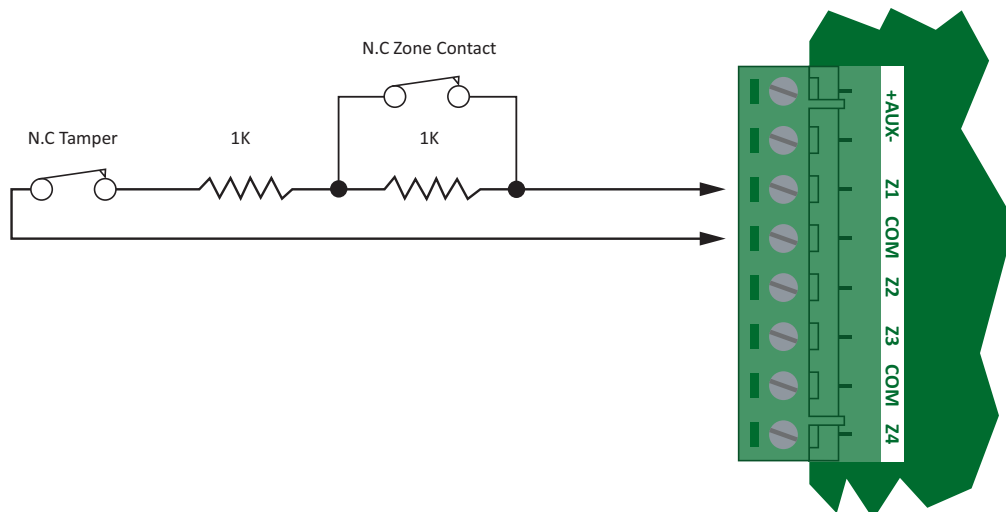 N.C Zone Contact
N.C Tamper
1K
1K
+AUX-
Z1
COM
Z2
Z3
COM
Z4